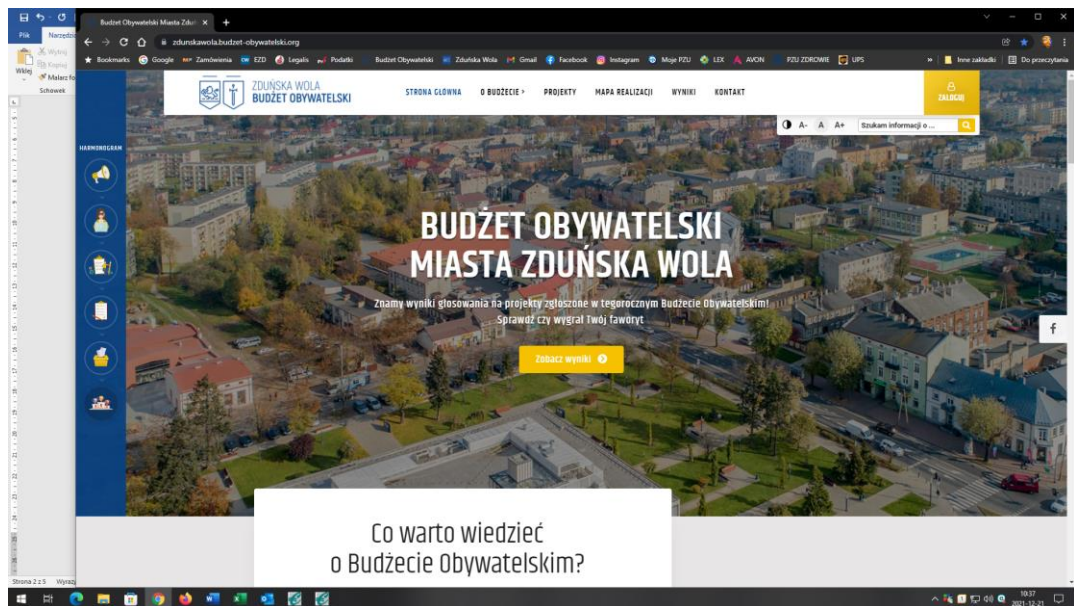 Plik
Narzędzi
Wklej
Wytnij
Kopiuj
Malarz fo
Schowek
Budżet Obywatelski Miasta Zduń
zdunskawola.budzet-obywatelski.org
Bookmarks Google Zamówienia EZD Legalis Podatki Budżet Obywatelski Zduńska Wola Gmail Facebook Instagram Moje PZU LEX AVON PZU ZDROWIE UPS » Inne zakładki Do przeczytania
ZDUŃSKA WOLA
BUDŻET OBYWATELSKI
STRONA GŁÓWNA O BUDŻECIE PROJEKTY MAPA REALIZACJI WYNIKI KONTAKT
ZALOGUJ
A- A A+ Szukam informacji o ...
HARMONOGRAM
BUDŻET OBYWATELSKI
MIASTA ZDUŃSKA WOLA
Znamy wyniki głosowania na projekty zgłoszone w tegorocznym Budżecie Obywatelskim!
Sprawdź czy wygrał Twój faworyt
Zobacz wyniki
f
Co warto wiedzieć
o Budżecie Obywatelskim?
Strona 2 z 5 Wyrazy
10:37
2021-12-21